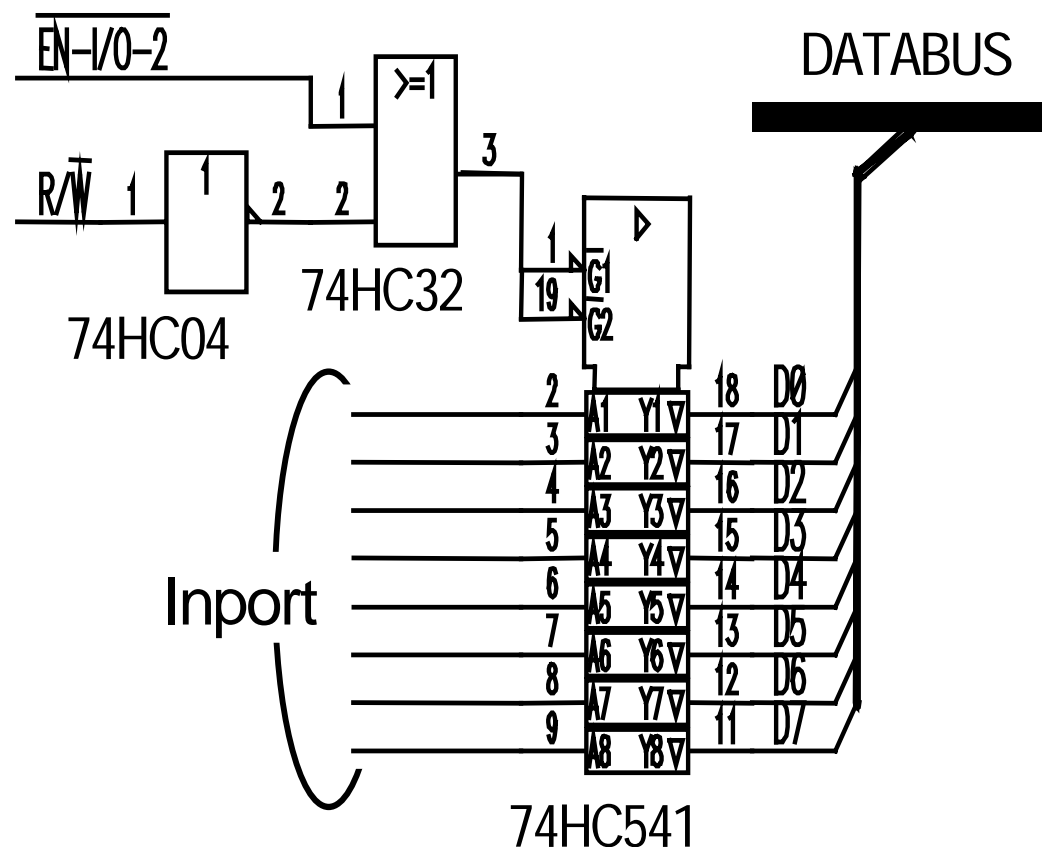 EN-I/O-2
DATABUS
1
>=1
3
R/W
1
1
2
2
74HC32
1
G1
19
G2
74HC04
2
A1
Y1
18
D0
3
A2
Y2
17
D1
4
A3
Y3
16
D2
5
A4
Y4
15
D3
6
A5
Y5
14
D4
Inport
7
A6
Y6
13
D5
8
A7
Y7
12
D6
9
A8
Y8
11
D7
74HC541